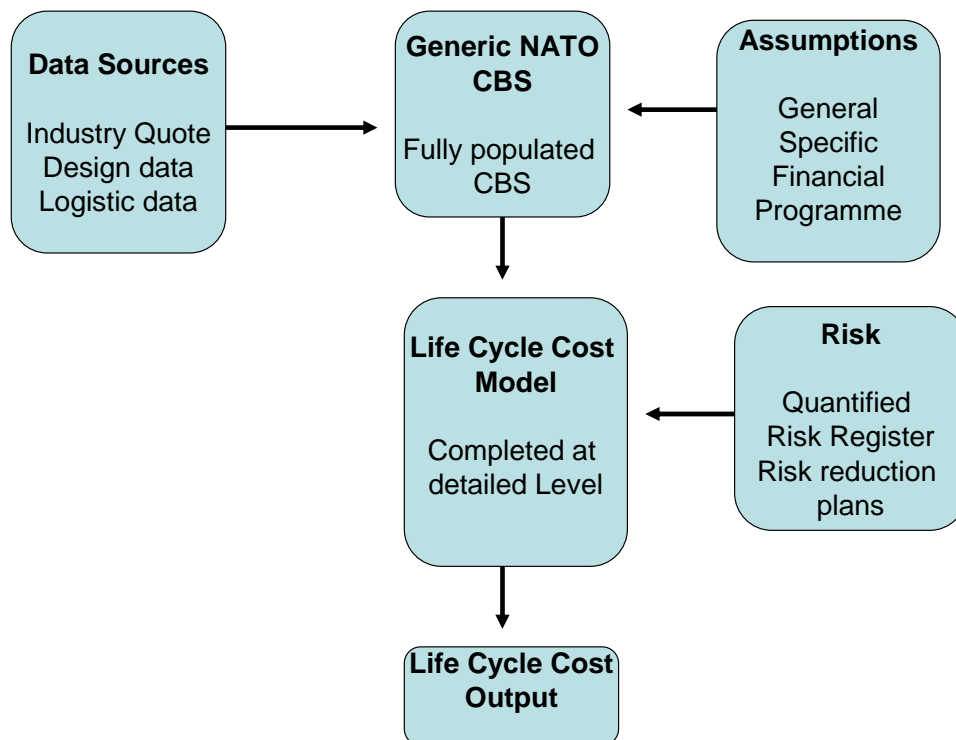 Data Sources
Industry Quote
Design data
Logistic data
Generic NATO
CBS
Fully populated
CBS
Assumptions
General
Specific
Financial
Programme
Life Cycle Cost
Model
Completed at
detailed Level
Risk
Quantified
Risk Register
Risk reduction
plans
Life Cycle Cost
Output